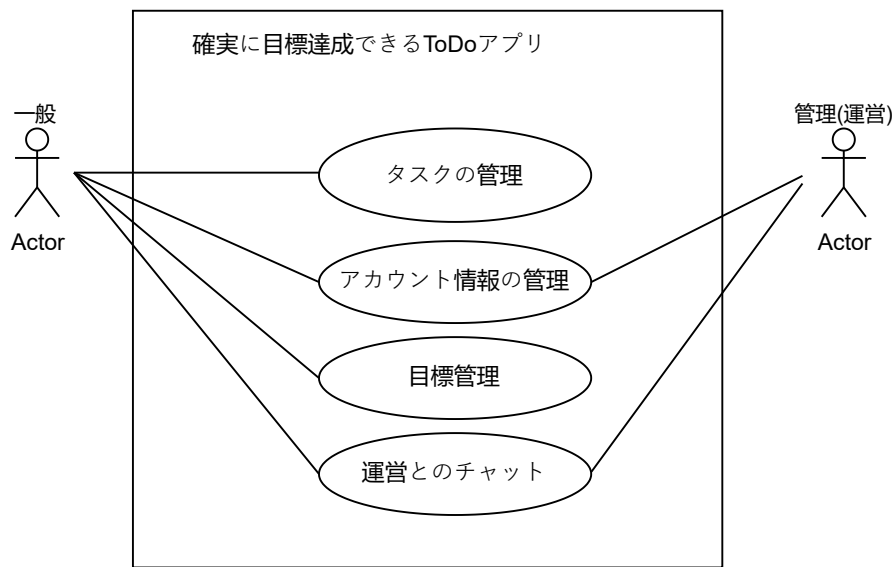 確実に目標達成できるToDoアプリ
一般
管理(運営)
タスクの管理
Actor
Actor
アカウント情報の管理
目標管理
運営とのチャット